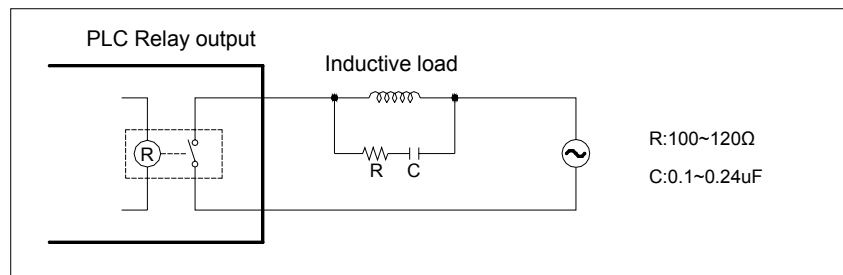 PLC Relay output
Inductive load
R
R C
R:100~120Ω
C:0.1~0.24uF